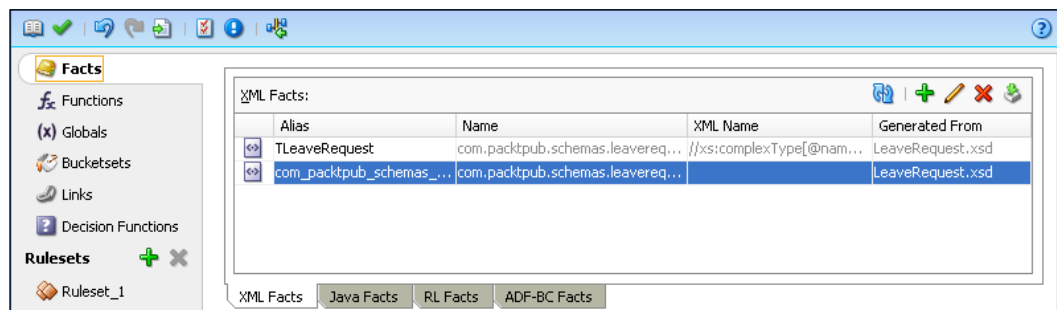 Facts
fx Functions
(x) Globals
Bucketsets
Links
Decision Functions
Rulesets
Ruleset_1
XML Facts:
Alias Name XML Name Generated From
TLeaveRequest com.packtpub.schemas.leavereq... //xs:complexType[@nam... LeaveRequest.xsd
com_packtpub_schemas_... com.packtpub.schemas.leavereq... LeaveRequest.xsd
XML Facts Java Facts RL Facts ADF-BC Facts